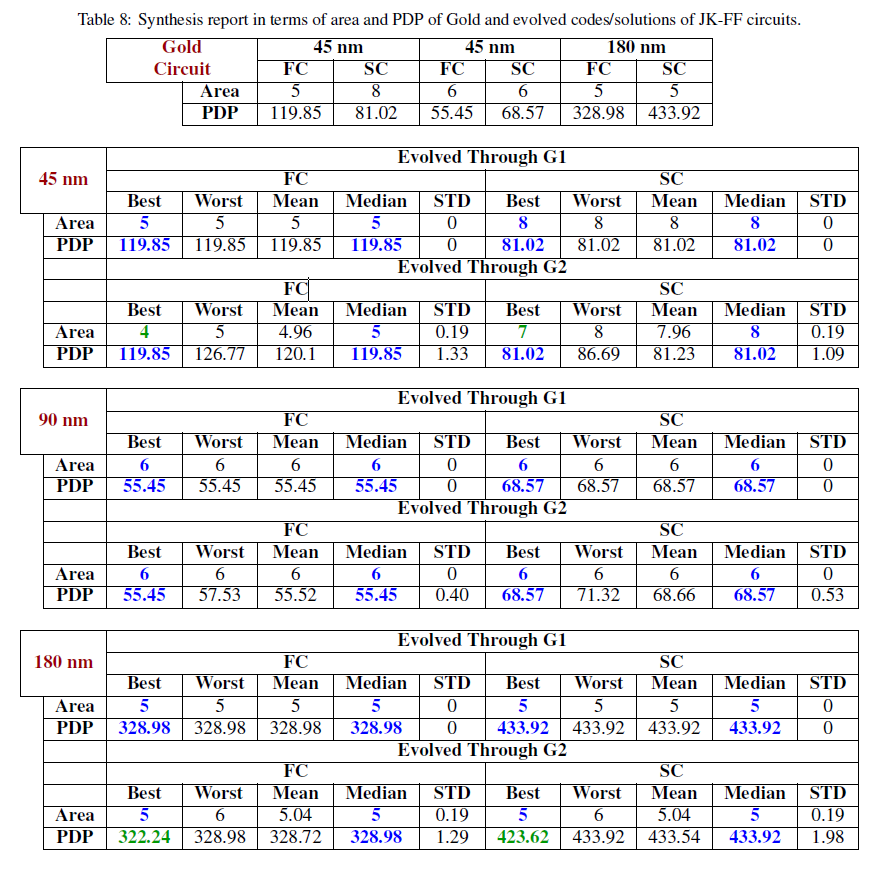 Table 8: Synthesis report in terms of area and PDP of Gold and evolved codes/solutions of JK-FF circuits.
Gold Circuit 45 nm 45 nm 180 nm
FC SC FC SC FC SC
Area 5 8 6 6 5 5
PDP 119.85 81.02 55.45 68.57 328.98 433.92
45 nm
Evolved Through G1
FC SC
Best Worst Mean Median STD Best Worst Mean Median STD
Area 5 5 5 5 0 8 8 8 8 0
PDP 119.85 119.85 119.85 119.85 0 81.02 81.02 81.02 81.02 0
Evolved Through G2
FC SC
Best Worst Mean Median STD Best Worst Mean Median STD
Area 4 5 4.96 5 0.19 7 8 7.96 8 0.19
PDP 119.85 126.77 120.1 119.85 1.33 81.02 86.69 81.23 81.02 1.09
90 nm
Evolved Through G1
FC SC
Best Worst Mean Median STD Best Worst Mean Median STD
Area 6 6 6 6 0 6 6 6 6 0
PDP 55.45 55.45 55.45 55.45 0 68.57 68.57 68.57 68.57 0
Evolved Through G2
FC SC
Best Worst Mean Median STD Best Worst Mean Median STD
Area 6 6 6 6 0 6 6 6 6 0
PDP 55.45 57.53 55.52 55.45 0.40 68.57 71.32 68.66 68.57 0.53
180 nm
Evolved Through G1
FC SC
Best Worst Mean Median STD Best Worst Mean Median STD
Area 5 5 5 5 0 5 5 5 5 0
PDP 328.98 328.98 328.98 328.98 0 433.92 433.92 433.92 433.92 0
Evolved Through G2
FC SC
Best Worst Mean Median STD Best Worst Mean Median STD
Area 5 6 5.04 5 0.19 5 6 5.04 5 0.19
PDP 322.24 328.98 328.72 328.98 1.29 423.62 433.92 433.54 433.92 1.98